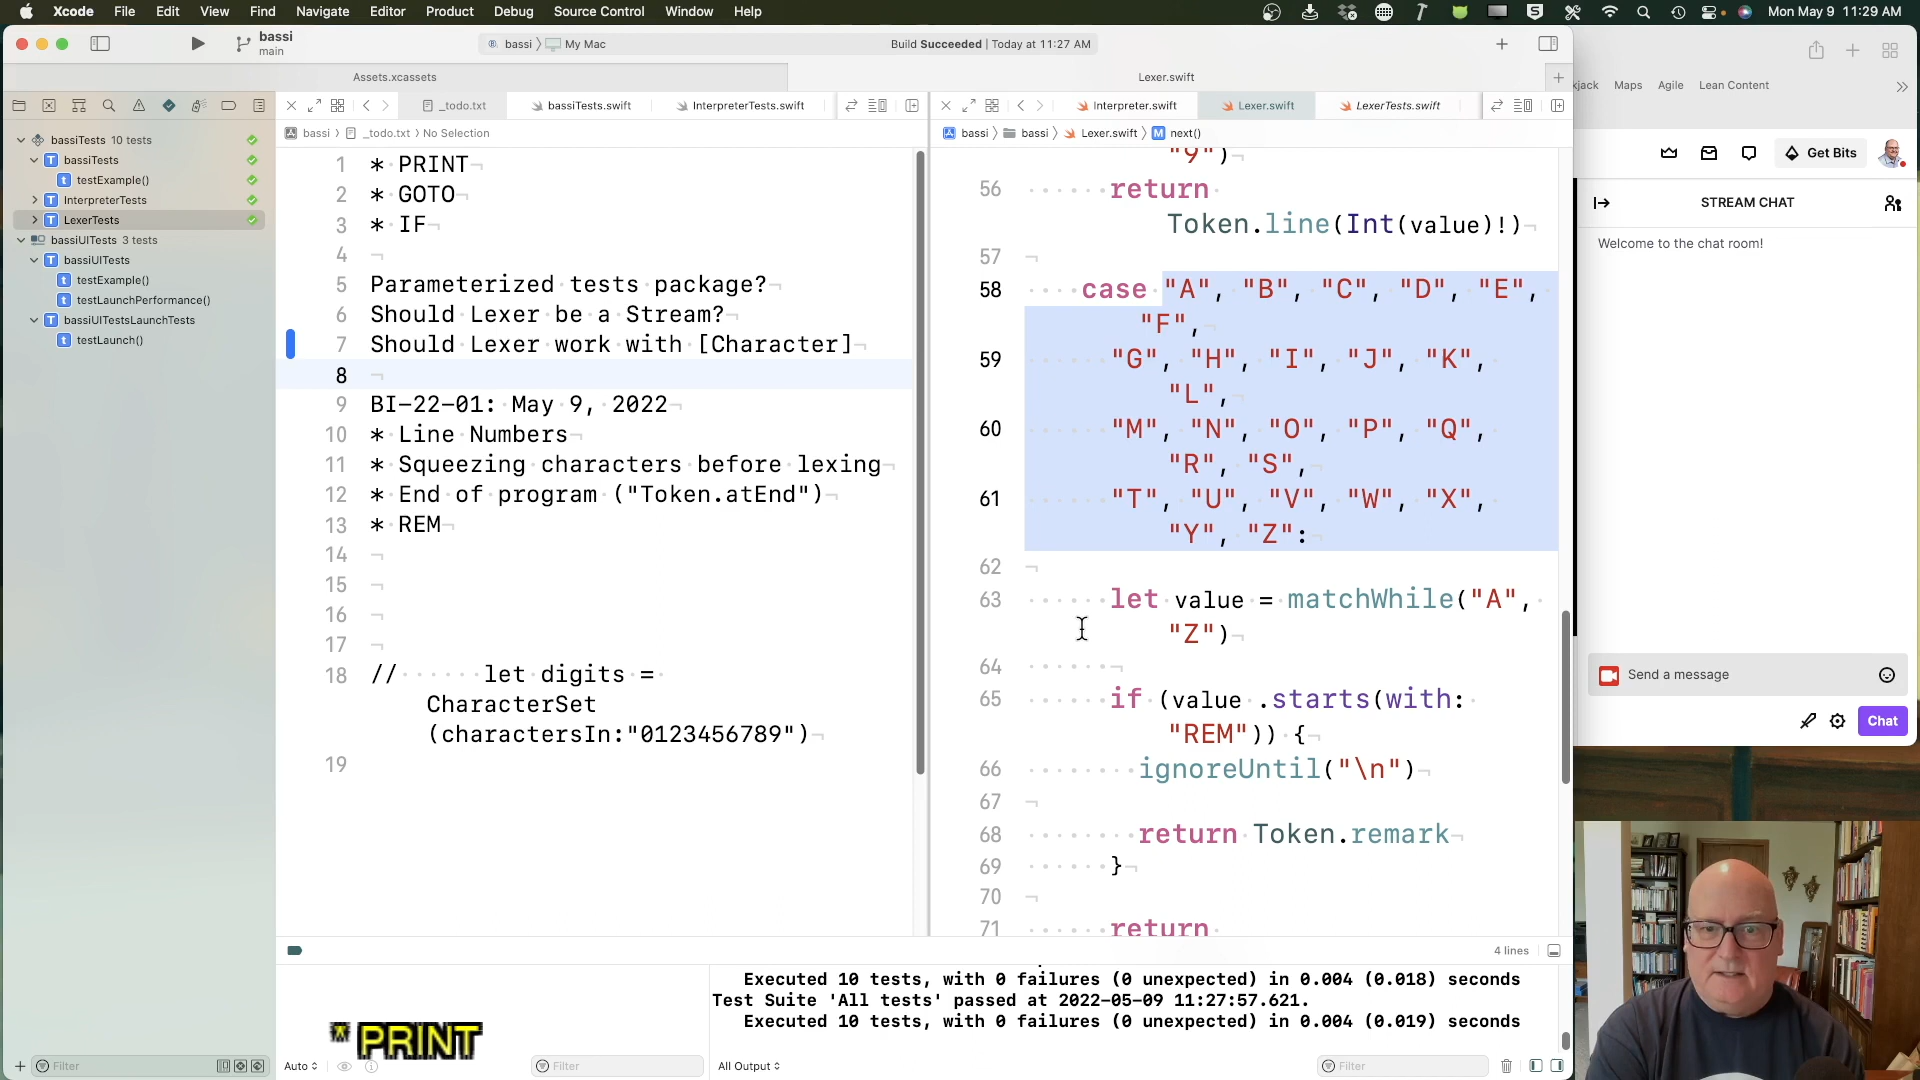 Xcode File Edit View Find Navigate Editor Product Debug Source Control Window Help
Mon May 9 11:29 AM
bassi
main
bassi 〉 My Mac
Build Succeeded | Today at 11:27 AM
Assets.xcassets
Lexer.swift
_todo.txt
bassiTests.swift
InterpreterTests.swift
Interpreter.swift
Lexer.swift
LexerTests.swift
bassi 〉 _todo.txt 〉 No Selection
bassi 〉 bassi 〉 Lexer.swift 〉 M next()
bassiTests 10 tests
T bassiTests
t testExample()
T InterpreterTests
T LexerTests
bassiUITests 3 tests
T bassiUITests
t testExample()
t testLaunchPerformance()
T bassiUITestsLaunchTests
t testLaunch()
Filter
1 * PRINT¬
2 * GOTO¬
3 * IF¬
4 ¬
5 Parameterized tests package?¬
6 Should Lexer be a Stream?¬
7 Should Lexer work with [Character]¬
8 ¬
9 BI-22-01: May 9, 2022¬
10 * Line Numbers¬
11 * Squeezing characters before lexing¬
12 * End of program ("Token.atEnd")¬
13 * REM¬
14 ¬
15 ¬
16 ¬
17 ¬
18 // let digits =
CharacterSet
(charactersIn:"0123456789")¬
19
"9")¬
56 return
Token.line(Int(value)!)¬
57 ¬
58 case "A", "B", "C", "D", "E",
"F",¬
59 "G", "H", "I", "J", "K",
"L",¬
60 "M", "N", "O", "P", "Q",
"R", "S",¬
61 "T", "U", "V", "W", "X",
"Y", "Z":¬
62 ¬
63 let value = matchWhile("A",
"Z")¬
64 ¬
65 if (value .starts(with:
"REM")) {¬
66 ignoreUntil("\n")¬
67 ¬
68 return Token.remark¬
69 }¬
70 ¬
71 return
4 lines
Executed 10 tests, with 0 failures (0 unexpected) in 0.004 (0.018) seconds
Test Suite 'All tests' passed at 2022-05-09 11:27:57.621.
Executed 10 tests, with 0 failures (0 unexpected) in 0.004 (0.019) seconds
* PRINT
Auto
Filter
All Output
Filter
kjack Maps Agile Lean Content
Get Bits
STREAM CHAT
Welcome to the chat room!
Send a message
Chat